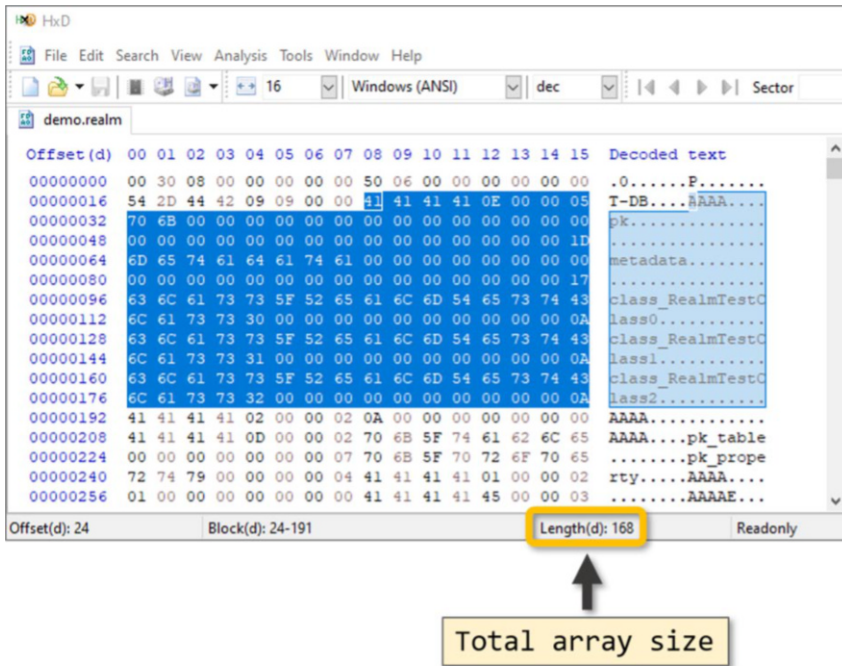 HxD
File Edit Search View Analysis Tools Window Help
16 Windows (ANSI) dec Sector
demo.realm
Offset(d) 00 01 02 03 04 05 06 07 08 09 10 11 12 13 14 15 Decoded text
00000000 00 30 08 00 00 00 00 00 50 06 00 00 00 00 00 00 .0......P.......
00000016 54 2D 44 42 09 09 00 00 41 41 41 41 0E 00 00 05 T-DB....AAAA....
00000032 70 6B 00 00 00 00 00 00 00 00 00 00 00 00 00 00 pk..............
00000048 00 00 00 00 00 00 00 00 00 00 00 00 00 00 00 1D ................
00000064 6D 65 74 61 64 61 74 61 00 00 00 00 00 00 00 00 metadata........
00000080 00 00 00 00 00 00 00 00 00 00 00 00 00 00 00 17 ................
00000096 63 6C 61 73 73 5F 52 65 61 6C 6D 54 65 73 74 43 class_RealmTestC
00000112 6C 61 73 73 30 00 00 00 00 00 00 00 00 00 00 0A lass0...........
00000128 63 6C 61 73 73 5F 52 65 61 6C 6D 54 65 73 74 43 class_RealmTestC
00000144 6C 61 73 73 31 00 00 00 00 00 00 00 00 00 00 0A lass1...........
00000160 63 6C 61 73 73 5F 52 65 61 6C 6D 54 65 73 74 43 class_RealmTestC
00000176 6C 61 73 73 32 00 00 00 00 00 00 00 00 00 00 0A lass2...........
00000192 41 41 41 41 02 00 00 02 0A 00 00 00 00 00 00 00 AAAA............
00000208 41 41 41 41 0D 00 00 02 70 6B 5F 74 61 62 6C 65 AAAA....pk_table
00000224 00 00 00 00 00 00 00 07 70 6B 5F 70 72 6F 70 65 ........pk_prope
00000240 72 74 79 00 00 00 00 04 41 41 41 41 01 00 00 02 rty.....AAAA....
00000256 01 00 00 00 00 00 00 00 41 41 41 41 45 00 00 03 ........AAAAE...
Offset(d): 24 Block(d): 24-191 Length(d): 168 Readonly
Total array size